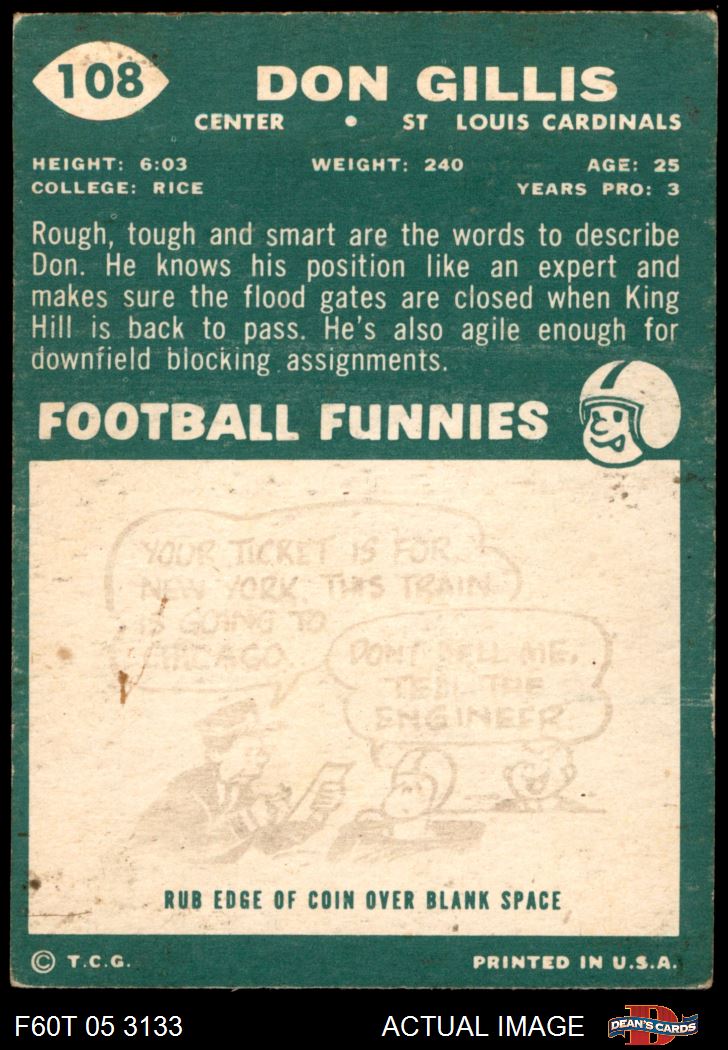 108
DON GILLIS
CENTER • ST LOUIS CARDINALS
HEIGHT: 6:03 WEIGHT: 240 AGE: 25
COLLEGE: RICE YEARS PRO: 3
Rough, tough and smart are the words to describe
Don. He knows his position like an expert and
makes sure the flood gates are closed when King
Hill is back to pass. He's also agile enough for
downfield blocking assignments.
FOOTBALL FUNNIES
YOUR TICKET IS FOR
NEW YORK. THIS TRAIN
IS GOING TO
CHICAGO
DON'T TELL ME,
TELL THE
ENGINEER
RUB EDGE OF COIN OVER BLANK SPACE
© T.C.G. PRINTED IN U.S.A.
F60T 05 3133 ACTUAL IMAGE DEAN'S CARDS